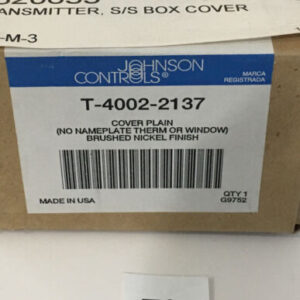 ANSMITTER, S/S BOX COVER
-M-3
JOHNSON
CONTROLS®
MARCA
REGISTRADA
T-4002-2137
COVER PLAIN
(NO NAMEPLATE THERM OR WINDOW)
BRUSHED NICKEL FINISH
MADE IN USA
QTY 1
G9752